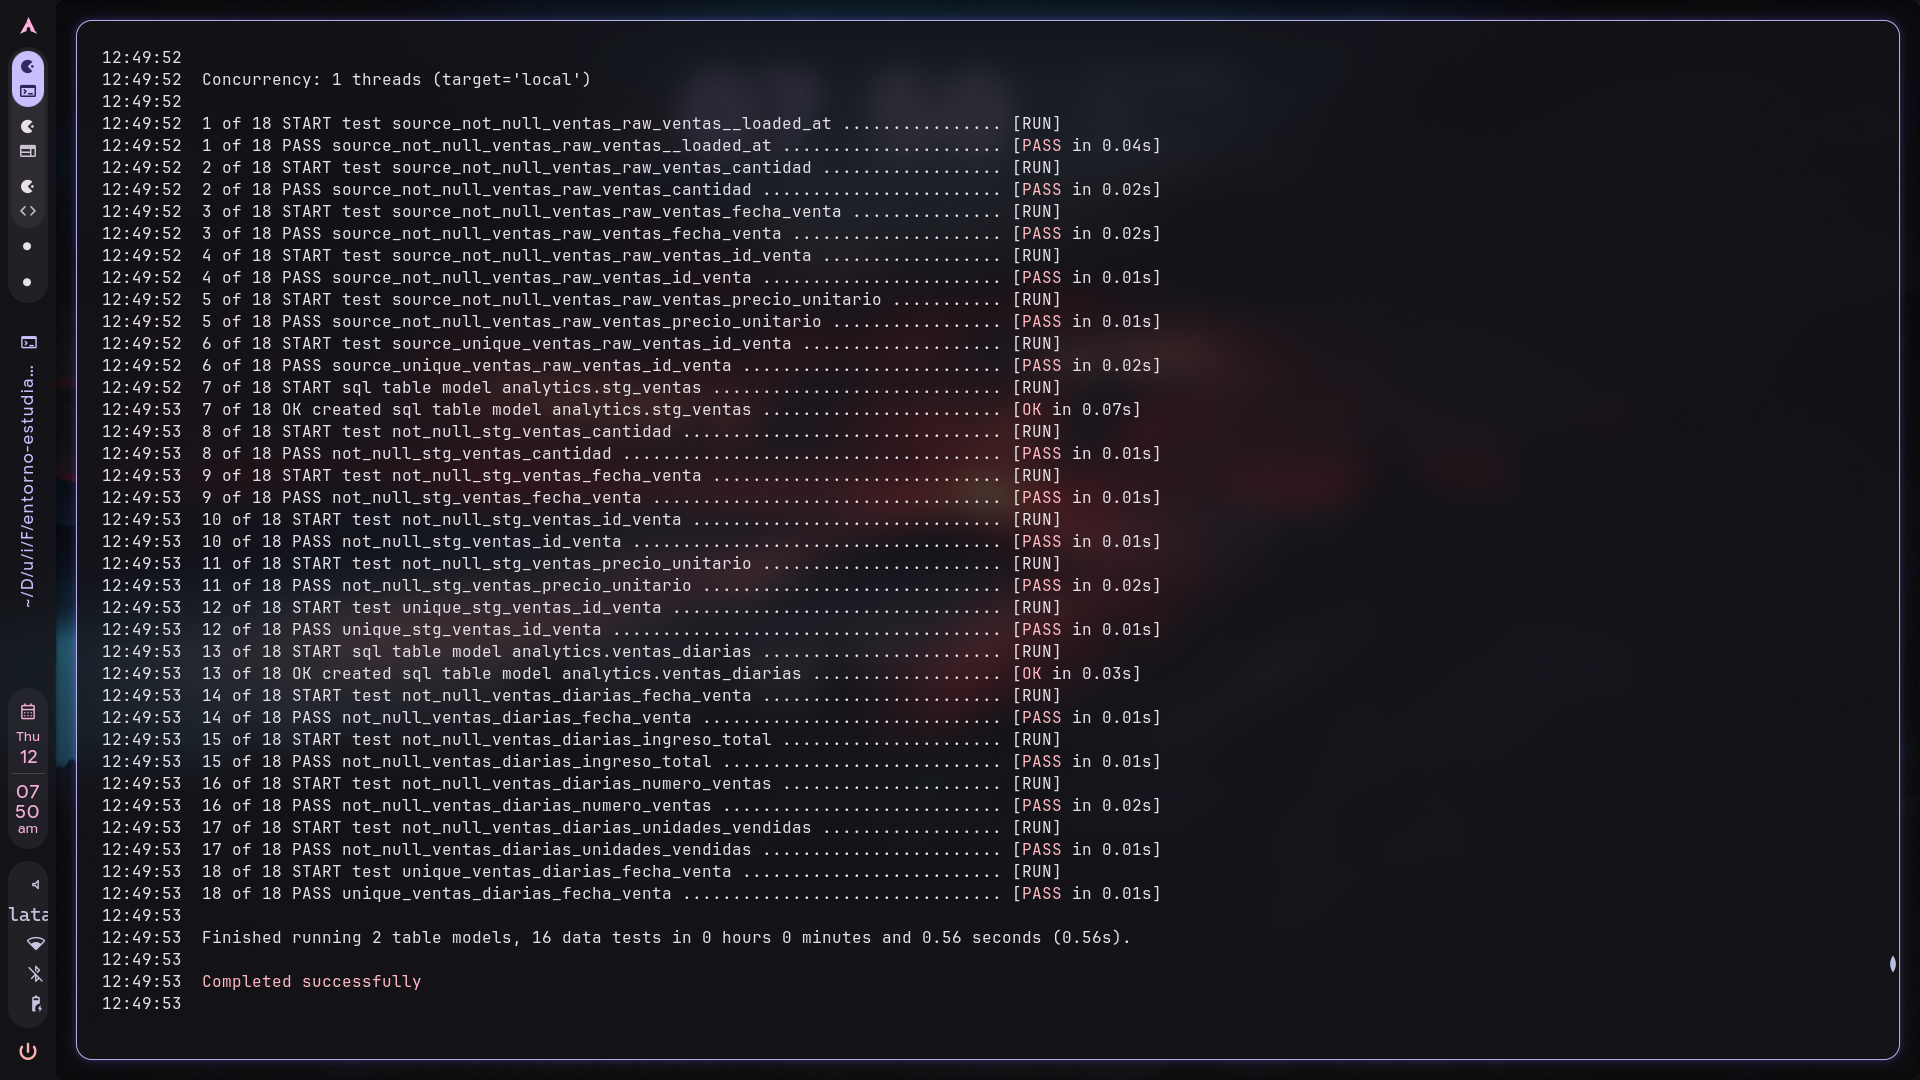 12:49:52
12:49:52  Concurrency: 1 threads (target='local')
12:49:52
12:49:52  1 of 18 START test source_not_null_ventas_raw_ventas__loaded_at ................ [RUN]
12:49:52  1 of 18 PASS source_not_null_ventas_raw_ventas__loaded_at ...................... [PASS in 0.04s]
12:49:52  2 of 18 START test source_not_null_ventas_raw_ventas_cantidad .................. [RUN]
12:49:52  2 of 18 PASS source_not_null_ventas_raw_ventas_cantidad ........................ [PASS in 0.02s]
12:49:52  3 of 18 START test source_not_null_ventas_raw_ventas_fecha_venta ............... [RUN]
12:49:52  3 of 18 PASS source_not_null_ventas_raw_ventas_fecha_venta ..................... [PASS in 0.02s]
12:49:52  4 of 18 START test source_not_null_ventas_raw_ventas_id_venta .................. [RUN]
12:49:52  4 of 18 PASS source_not_null_ventas_raw_ventas_id_venta ........................ [PASS in 0.01s]
12:49:52  5 of 18 START test source_not_null_ventas_raw_ventas_precio_unitario ........... [RUN]
12:49:52  5 of 18 PASS source_not_null_ventas_raw_ventas_precio_unitario ................. [PASS in 0.01s]
12:49:52  6 of 18 START test source_unique_ventas_raw_ventas_id_venta .................... [RUN]
12:49:52  6 of 18 PASS source_unique_ventas_raw_ventas_id_venta .......................... [PASS in 0.02s]
12:49:52  7 of 18 START sql table model analytics.stg_ventas ............................. [RUN]
12:49:53  7 of 18 OK created sql table model analytics.stg_ventas ........................ [OK in 0.07s]
12:49:53  8 of 18 START test not_null_stg_ventas_cantidad ................................ [RUN]
12:49:53  8 of 18 PASS not_null_stg_ventas_cantidad ...................................... [PASS in 0.01s]
12:49:53  9 of 18 START test not_null_stg_ventas_fecha_venta ............................. [RUN]
12:49:53  9 of 18 PASS not_null_stg_ventas_fecha_venta ................................... [PASS in 0.01s]
12:49:53  10 of 18 START test not_null_stg_ventas_id_venta ............................... [RUN]
12:49:53  10 of 18 PASS not_null_stg_ventas_id_venta ..................................... [PASS in 0.01s]
12:49:53  11 of 18 START test not_null_stg_ventas_precio_unitario ........................ [RUN]
12:49:53  11 of 18 PASS not_null_stg_ventas_precio_unitario .............................. [PASS in 0.02s]
12:49:53  12 of 18 START test unique_stg_ventas_id_venta ................................. [RUN]
12:49:53  12 of 18 PASS unique_stg_ventas_id_venta ....................................... [PASS in 0.01s]
12:49:53  13 of 18 START sql table model analytics.ventas_diarias ........................ [RUN]
12:49:53  13 of 18 OK created sql table model analytics.ventas_diarias ................... [OK in 0.03s]
12:49:53  14 of 18 START test not_null_ventas_diarias_fecha_venta ........................ [RUN]
12:49:53  14 of 18 PASS not_null_ventas_diarias_fecha_venta .............................. [PASS in 0.01s]
12:49:53  15 of 18 START test not_null_ventas_diarias_ingreso_total ...................... [RUN]
12:49:53  15 of 18 PASS not_null_ventas_diarias_ingreso_total ............................ [PASS in 0.01s]
12:49:53  16 of 18 START test not_null_ventas_diarias_numero_ventas ...................... [RUN]
12:49:53  16 of 18 PASS not_null_ventas_diarias_numero_ventas ............................ [PASS in 0.02s]
12:49:53  17 of 18 START test not_null_ventas_diarias_unidades_vendidas .................. [RUN]
12:49:53  17 of 18 PASS not_null_ventas_diarias_unidades_vendidas ........................ [PASS in 0.01s]
12:49:53  18 of 18 START test unique_ventas_diarias_fecha_venta .......................... [RUN]
12:49:53  18 of 18 PASS unique_ventas_diarias_fecha_venta ................................ [PASS in 0.01s]
12:49:53
12:49:53  Finished running 2 table models, 16 data tests in 0 hours 0 minutes and 0.56 seconds (0.56s).
12:49:53
12:49:53  Completed successfully
12:49:53
~/D/u/i/F/entorno-estudia...
Thu
12
07
50
am
lata